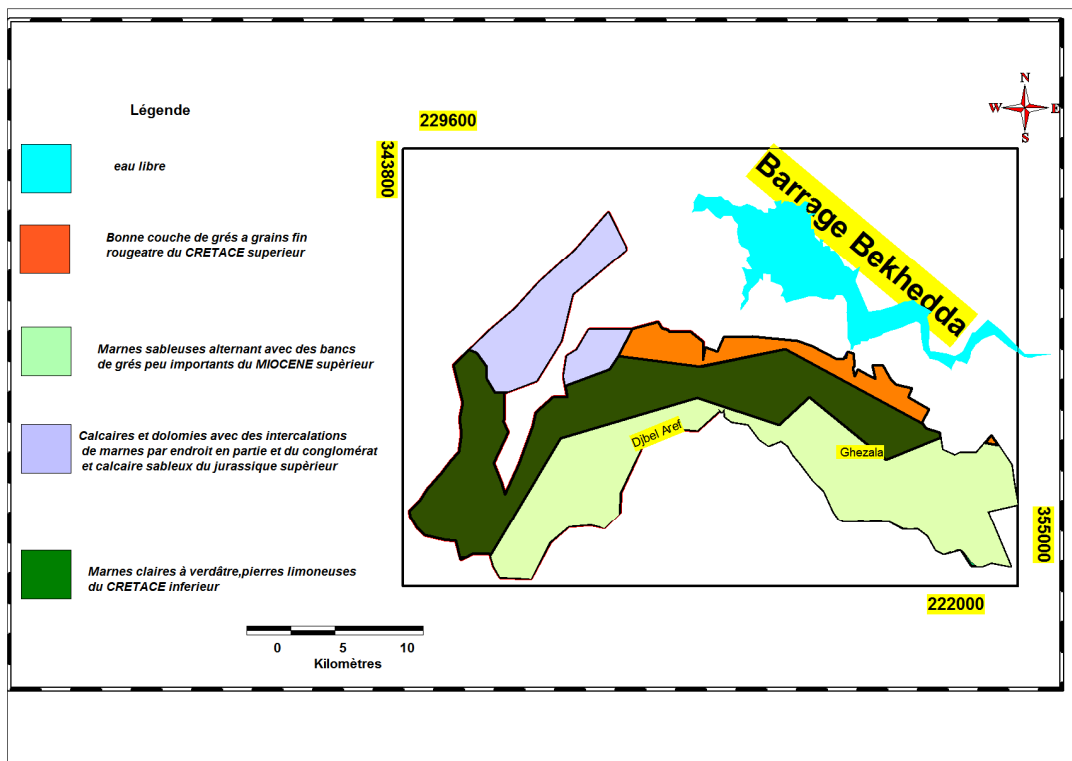 Légende
eau libre
Bonne couche de grés a grains fin
rougeatre du CRETACE superieur
Marnes sableuses alternant avec des bancs
de grés peu importants du MIOCENE supèrieur
Calcaires et dolomies avec des intercalations
de marnes par endroit en partie et du conglomérat
et calcaire sableux du jurassique supèrieur
Marnes claires à verdâtre,pierres limoneuses
du CRETACE inferieur
0 5 10
Kilomètres
229600
343800
Barrage Bekhedda
Djbel Aref
Ghezala
355000
222000
N
W E
S